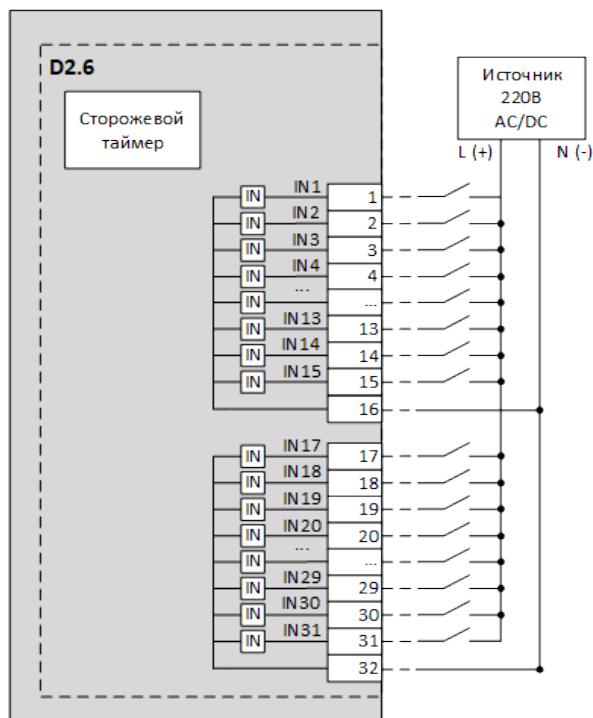 D2.6
Сторожевой
таймер
Источник
220В
AC/DC
L (+)
N (-)
IN IN1 1
IN IN2 2
IN IN3 3
IN IN4 4
IN ... ...
IN IN13 13
IN IN14 14
IN IN15 15
16
IN IN17 17
IN IN18 18
IN IN19 19
IN IN20 20
IN ... ...
IN IN29 29
IN IN30 30
IN IN31 31
32